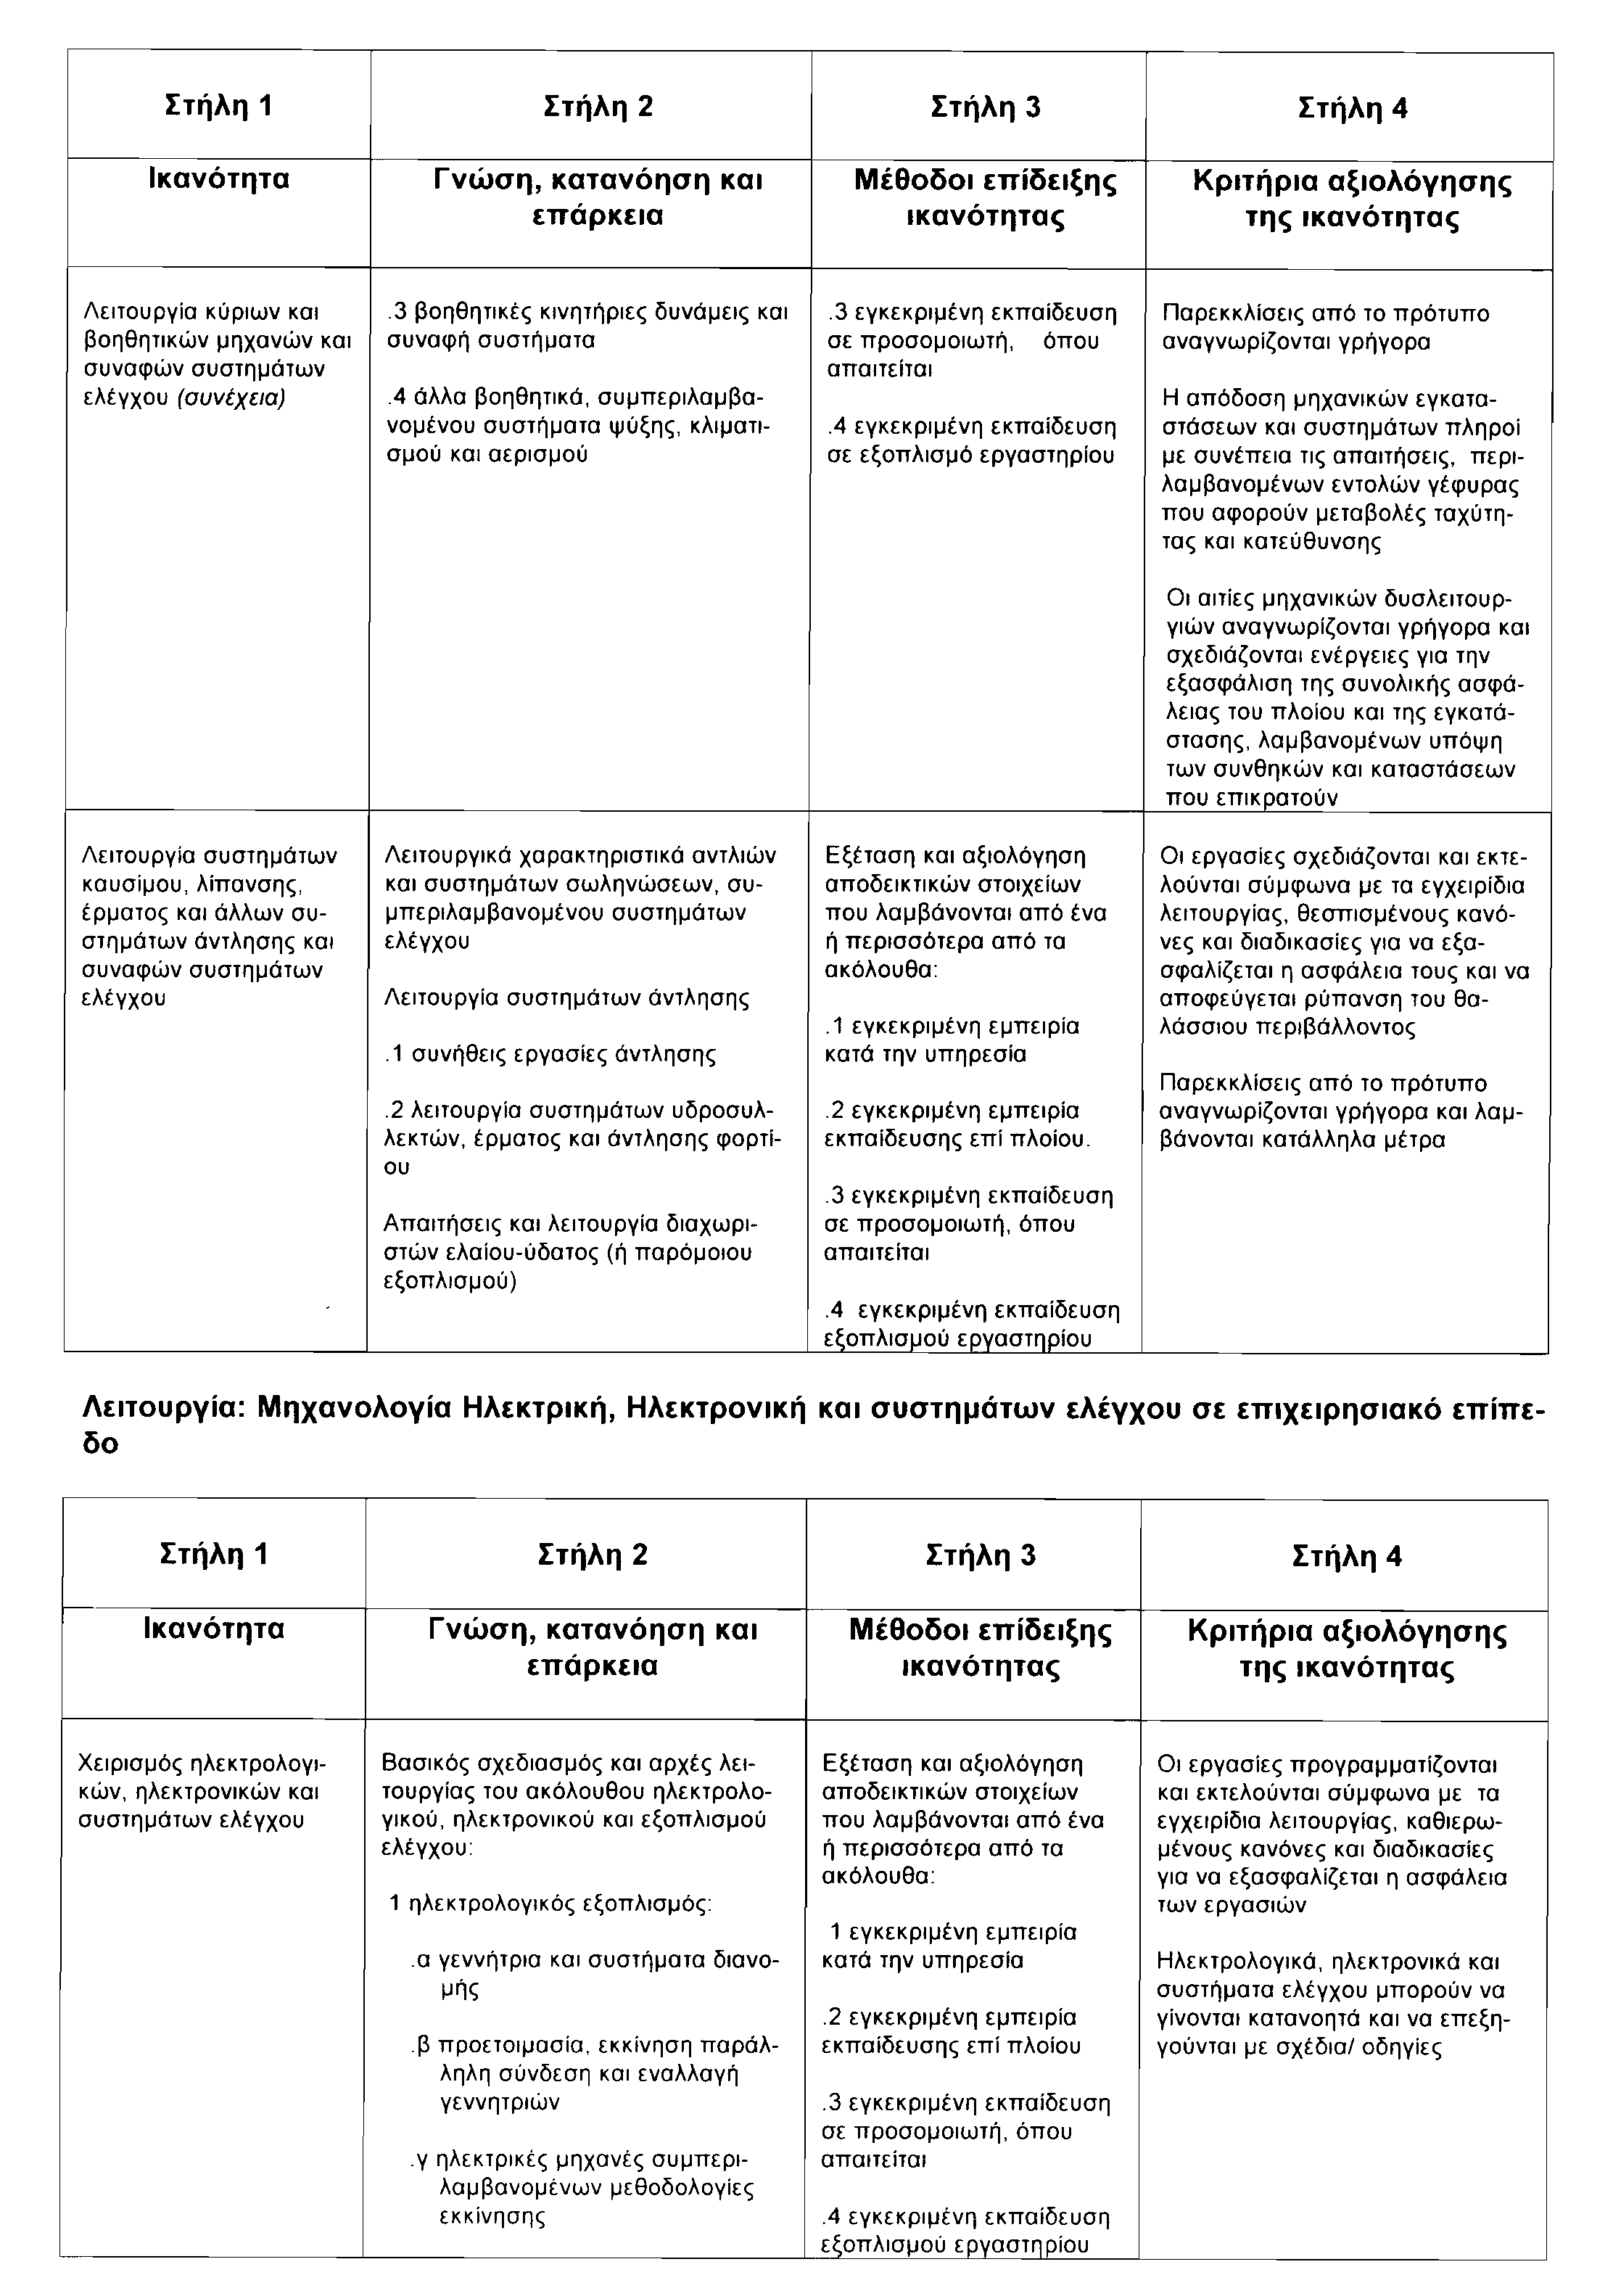 Στήλη 1
Στήλη 2
Στήλη 3
Στήλη 4
Ικανότητα
Γνώση, κατανόηση και
επάρκεια
Μέθοδοι επίδειξης
ικανότητας
Κριτήρια αξιολόγησης
της ικανότητας
Λειτουργία κύριων και
βοηθητικών μηχανών και
συναφών συστημάτων
ελέγχου (συνέχεια)
.3 βοηθητικές κινητήριες δυνάμεις και
συναφή συστήματα
.4 άλλα βοηθητικά, συμπεριλαμβα-
νομένου συστήματα ψύξης, κλιματι-
σμού και αερισμού
.3 εγκεκριμένη εκπαίδευση
σε προσομοιωτή, όπου
απαιτείται
.4 εγκεκριμένη εκπαίδευση
σε εξοπλισμό εργαστηρίου
Παρεκκλίσεις από το πρότυπο
αναγνωρίζονται γρήγορα
Η απόδοση μηχανικών εγκατα-
στάσεων και συστημάτων πληροί
με συνέπεια τις απαιτήσεις, περι-
λαμβανομένων εντολών γέφυρας
που αφορούν μεταβολές ταχύτη-
τας και κατεύθυνσης
Οι αιτίες μηχανικών δυσλειτουρ-
γιών αναγνωρίζονται γρήγορα και
σχεδιάζονται ενέργειες για την
εξασφάλιση της συνολικής ασφά-
λειας του πλοίου και της εγκατά-
στασης, λαμβανομένων υπόψη
των συνθηκών και καταστάσεων
που επικρατούν
Λειτουργία συστημάτων
καυσίμου, λίπανσης,
έρματος και άλλων συ-
στημάτων άντλησης και
συναφών συστημάτων
ελέγχου
Λειτουργικά χαρακτηριστικά αντλιών
και συστημάτων σωληνώσεων, συ-
μπεριλαμβανομένου συστημάτων
ελέγχου
Λειτουργία συστημάτων άντλησης
.1 συνήθεις εργασίες άντλησης
.2 λειτουργία συστημάτων υδροσυλ-
λεκτών, έρματος και άντλησης φορτί-
ου
Απαιτήσεις και λειτουργία διαχωρι-
στών ελαίου-ύδατος (ή παρόμοιου
εξοπλισμού)
Εξέταση και αξιολόγηση
αποδεικτικών στοιχείων
που λαμβάνονται από ένα
ή περισσότερα από τα
ακόλουθα:
.1 εγκεκριμένη εμπειρία
κατά την υπηρεσία
.2 εγκεκριμένη εμπειρία
εκπαίδευσης επί πλοίου.
.3 εγκεκριμένη εκπαίδευση
σε προσομοιωτή, όπου
απαιτείται
.4 εγκεκριμένη εκπαίδευση
εξοπλισμού εργαστηρίου
Οι εργασίες σχεδιάζονται και εκτε-
λούνται σύμφωνα με τα εγχειρίδια
λειτουργίας, θεσπισμένους κανό-
νες και διαδικασίες για να εξα-
σφαλίζεται η ασφάλεια τους και να
αποφεύγεται ρύπανση του θα-
λάσσιου περιβάλλοντος
Παρεκκλίσεις από το πρότυπο
αναγνωρίζονται γρήγορα και λαμ-
βάνονται κατάλληλα μέτρα
Λειτουργία: Μηχανολογία Ηλεκτρική, Ηλεκτρονική και συστημάτων ελέγχου σε επιχειρησιακό επίπε-
δο
Στήλη 1
Στήλη 2
Στήλη 3
Στήλη 4
Ικανότητα
Γνώση, κατανόηση και
επάρκεια
Μέθοδοι επίδειξης
ικανότητας
Κριτήρια αξιολόγησης
της ικανότητας
Χειρισμός ηλεκτρολογι-
κών, ηλεκτρονικών και
συστημάτων ελέγχου
Βασικός σχεδιασμός και αρχές λει-
τουργίας του ακόλουθου ηλεκτρολο-
γικού, ηλεκτρονικού και εξοπλισμού
ελέγχου:
1 ηλεκτρολογικός εξοπλισμός:
.α γεννήτρια και συστήματα διανο-
μής
.β προετοιμασία, εκκίνηση παράλ-
ληλη σύνδεση και εναλλαγή
γεννητριών
.γ ηλεκτρικές μηχανές συμπερι-
λαμβανομένων μεθοδολογίες
εκκίνησης
Εξέταση και αξιολόγηση
αποδεικτικών στοιχείων
που λαμβάνονται από ένα
ή περισσότερα από τα
ακόλουθα:
1 εγκεκριμένη εμπειρία
κατά την υπηρεσία
.2 εγκεκριμένη εμπειρία
εκπαίδευσης επί πλοίου
.3 εγκεκριμένη εκπαίδευση
σε προσομοιωτή, όπου
απαιτείται
.4 εγκεκριμένη εκπαίδευση
εξοπλισμού εργαστηρίου
Οι εργασίες προγραμματίζονται
και εκτελούνται σύμφωνα με τα
εγχειρίδια λειτουργίας, καθιερω-
μένους κανόνες και διαδικασίες
για να εξασφαλίζεται η ασφάλεια
των εργασιών
Ηλεκτρολογικά, ηλεκτρονικά και
συστήματα ελέγχου μπορούν να
γίνονται κατανοητά και να επεξη-
γούνται με σχέδια/ οδηγίες